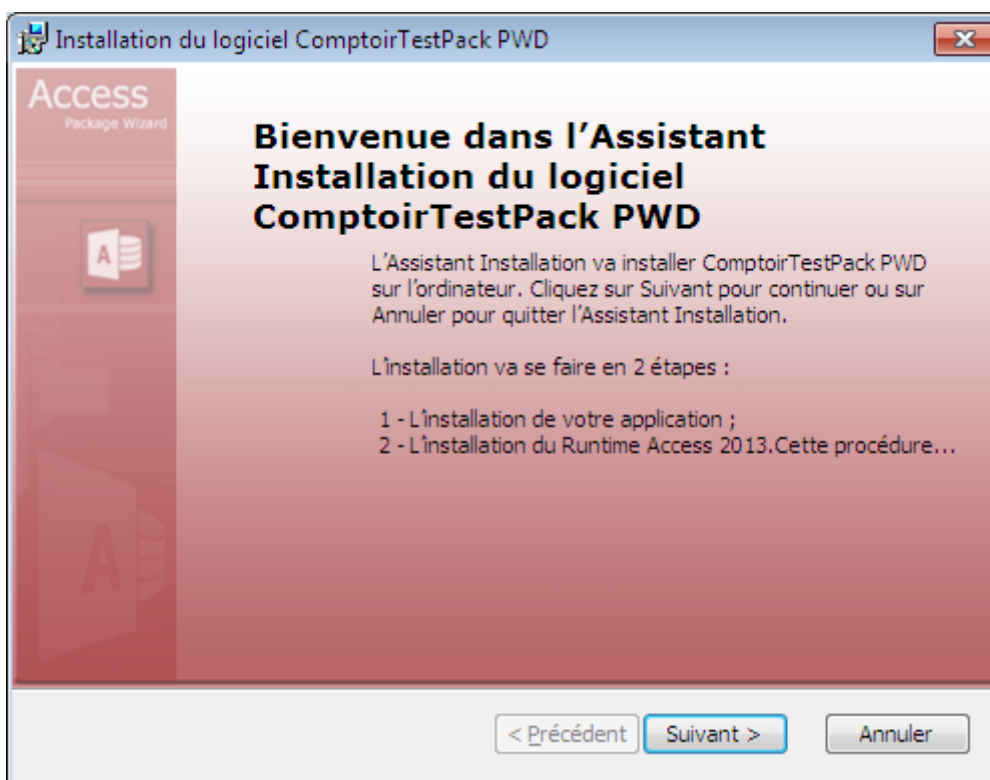 Installation du logiciel ComptoirTestPack PWD
Access
Package Wizard
A
Bienvenue dans l’Assistant
Installation du logiciel
ComptoirTestPack PWD
L’Assistant Installation va installer ComptoirTestPack PWD
sur l’ordinateur. Cliquez sur Suivant pour continuer ou sur
Annuler pour quitter l’Assistant Installation.
L’installation va se faire en 2 étapes :
1 - L’installation de votre application ;
2 - L’installation du Runtime Access 2013.Cette procédure...
A
< Précédent
Suivant >
Annuler